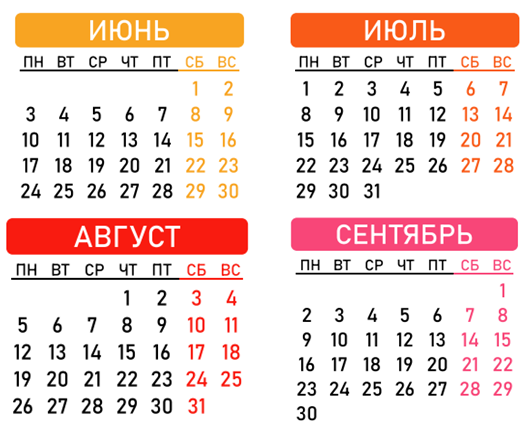 ИЮНЬ
ПН ВТ СР ЧТ ПТ СБ ВС
1 2
3 4 5 6 7 8 9
10 11 12 13 14 15 16
17 18 19 20 21 22 23
24 25 26 27 28 29 30
ИЮЛЬ
ПН ВТ СР ЧТ ПТ СБ ВС
1 2 3 4 5 6 7
8 9 10 11 12 13 14
15 16 17 18 19 20 21
22 23 24 25 26 27 28
29 30 31
АВГУСТ
ПН ВТ СР ЧТ ПТ СБ ВС
1 2 3 4
5 6 7 8 9 10 11
12 13 14 15 16 17 18
19 20 21 22 23 24 25
26 27 28 29 30 31
СЕНТЯБРЬ
ПН ВТ СР ЧТ ПТ СБ ВС
1
2 3 4 5 6 7 8
9 10 11 12 13 14 15
16 17 18 19 20 21 22
23 24 25 26 27 28 29
30